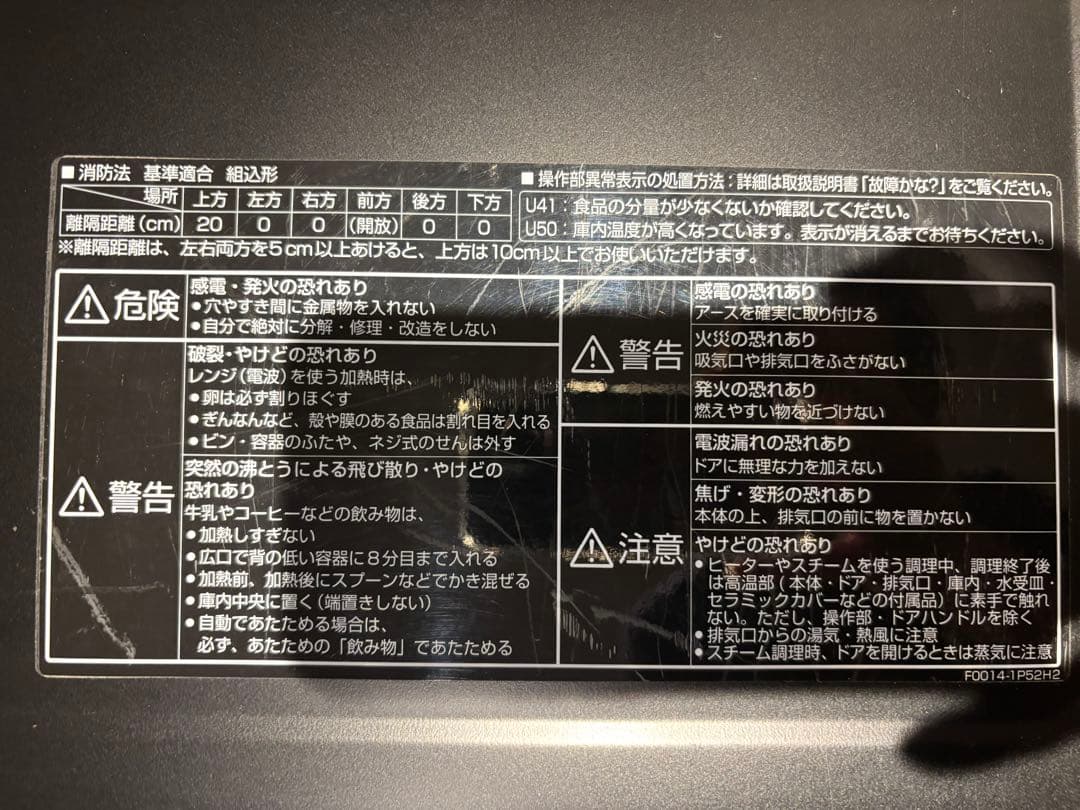 ■消防法 基準適合 組込形
場所 上方 左方 右方 前方 後方 下方
離隔距離(cm) 20 0 0 (開放) 0 0
※離隔距離は、左右両方を5cm以上あけると、上方は10cm以上でお使いいただけます。
■操作部異常表示の処置方法：詳細は取扱説明書「故障かな?」をご覧ください。
U41：食品の分量が少なくないか確認してください。
U50：庫内温度が高くなっています。表示が消えるまでお待ちください。
危険
感電・発火の恐れあり
●穴やすき間に金属物を入れない
●自分で絶対に分解・修理・改造をしない
警告
破裂・やけどの恐れあり
レンジ(電波)を使う加熱時は、
●卵は必ず割りほぐす
●ぎんなんなど、殻や膜のある食品は割れ目を入れる
●ビン・容器のふたや、ネジ式のせんは外す
突然の沸とうによる飛び散り・やけどの
恐れあり
牛乳やコーヒーなどの飲み物は、
●加熱しすぎない
●広口で背の低い容器に8分目まで入れる
●加熱前、加熱後にスプーンなどでかき混ぜる
●庫内中央に置く(端置きしない)
●自動であたためる場合は、
必ず、あたための「飲み物」であたためる
警告
感電の恐れあり
アースを確実に取り付ける
火災の恐れあり
吸気口や排気口をふさがない
発火の恐れあり
燃えやすい物を近づけない
注意
電波漏れの恐れあり
ドアに無理な力を加えない
焦げ・変形の恐れあり
本体の上、排気口の前に物を置かない
やけどの恐れあり
●ヒーターやスチームを使う調理中、調理終了後
は高温部(本体・ドア・排気口・庫内・水受皿・
セラミックカバーなどの付属品)に素手で触れ
ない。ただし、操作部・ドアハンドルを除く
●排気口からの湯気・熱風に注意
●スチーム調理時、ドアを開けるときは蒸気に注意
F0014-1P52H2